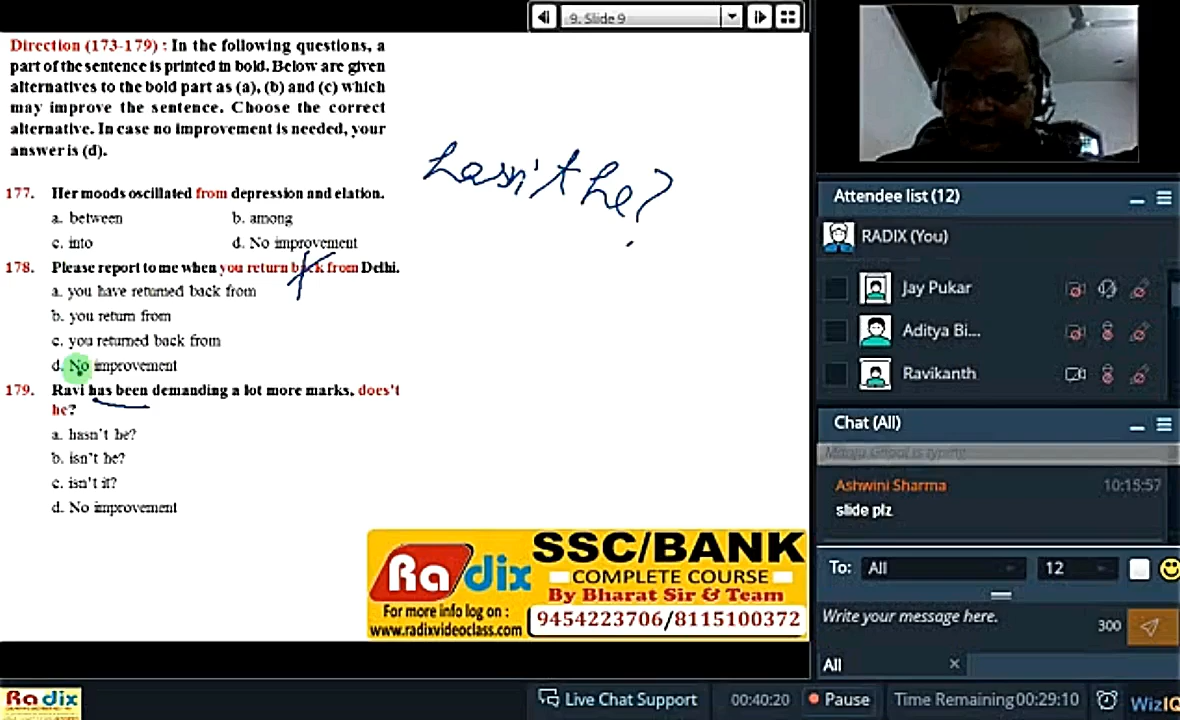 9. Slide 9
Direction (173-179) : In the following questions, a
part of the sentence is printed in bold. Below are given
alternatives to the bold part as (a), (b) and (c) which
may improve the sentence. Choose the correct
alternative. In case no improvement is needed, your
answer is (d).
177. Her moods oscillated from depression and elation.
a. between b. among
c. into d. No improvement
178. Please report to me when you return back from Delhi.
a. you have returned back from
b. you return from
c. you returned back from
d. No improvement
179. Ravi has been demanding a lot more marks, does't
he?
a. hasn't he?
b. isn't he?
c. isn't it?
d. No improvement
hasn't he?
Radix
For more info log on :
www.radixvideoclass.com
SSC/BANK
COMPLETE COURSE
By Bharat Sir & Team
9454223706/8115100372
Attendee list (12)
RADIX (You)
Jay Pukar
Aditya Bi...
Ravikanth
Chat (All)
is typing
Ashwini Sharma 10:15:57
slide plz
To: All 12
Write your message here. 300
All
Radix
Live Chat Support 00:40:20 Pause Time Remaining 00:29:10 WizIQ